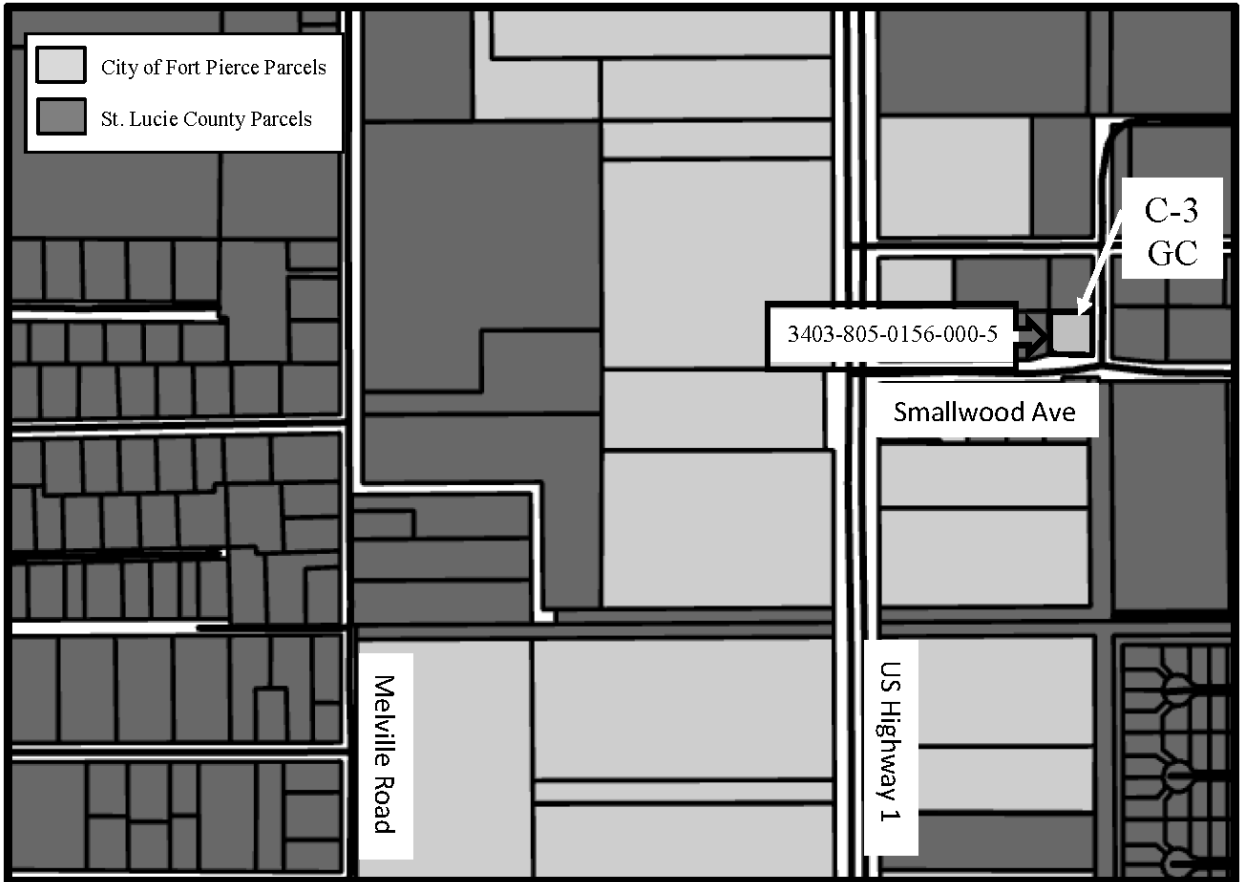 City of Fort Pierce Parcels
St. Lucie County Parcels
C-3
GC
3403-805-0156-000-5
Smallwood Ave
Melville Road
US Highway 1